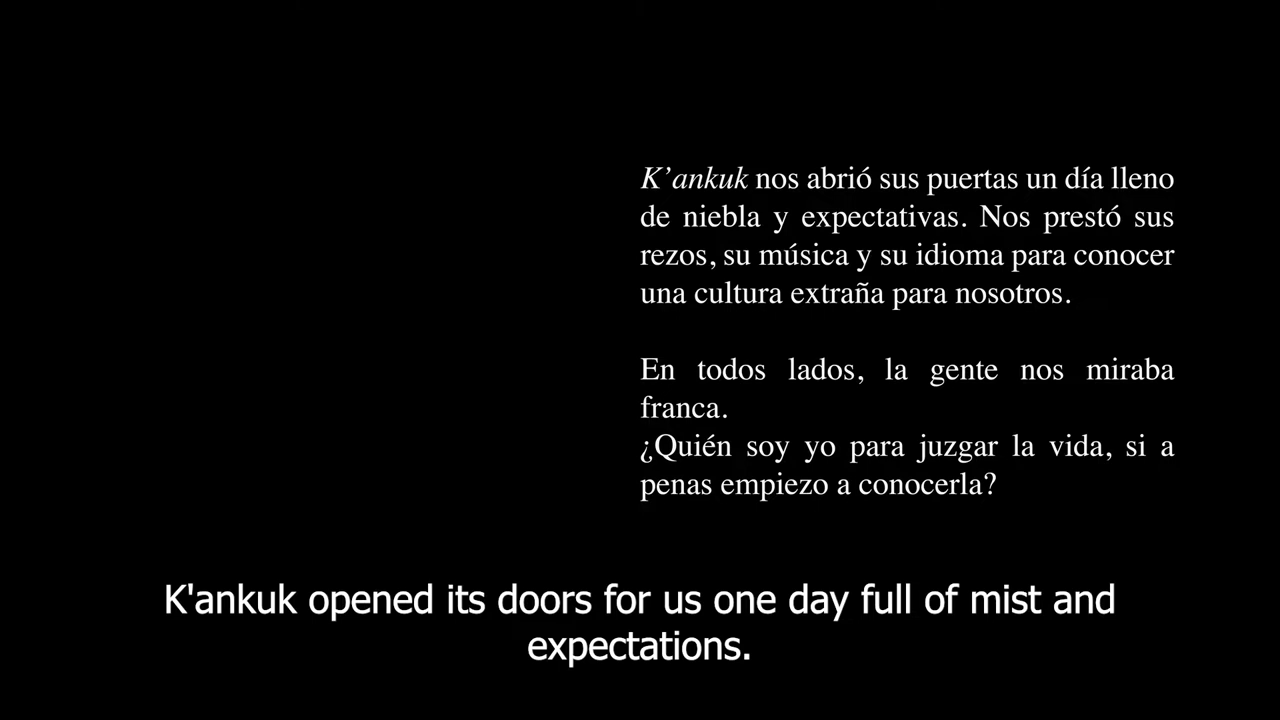 K’ankuk nos abrió sus puertas un día lleno
de niebla y expectativas. Nos prestó sus
rezos, su música y su idioma para conocer
una cultura extraña para nosotros.
En todos lados, la gente nos miraba
franca.
¿Quién soy yo para juzgar la vida, si a
penas empiezo a conocerla?
K'ankuk opened its doors for us one day full of mist and
expectations.